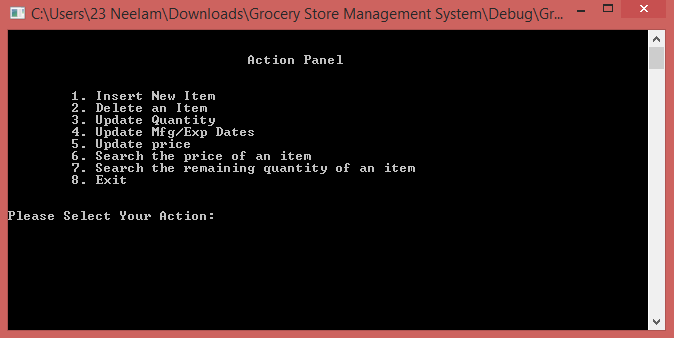 C:\Users\23 Neelam\Downloads\Grocery Store Management System\Debug\Gr...
Action Panel
1. Insert New Item
2. Delete an Item
3. Update Quantity
4. Update Mfg/Exp Dates
5. Update price
6. Search the price of an item
7. Search the remaining quantity of an item
8. Exit
Please Select Your Action: